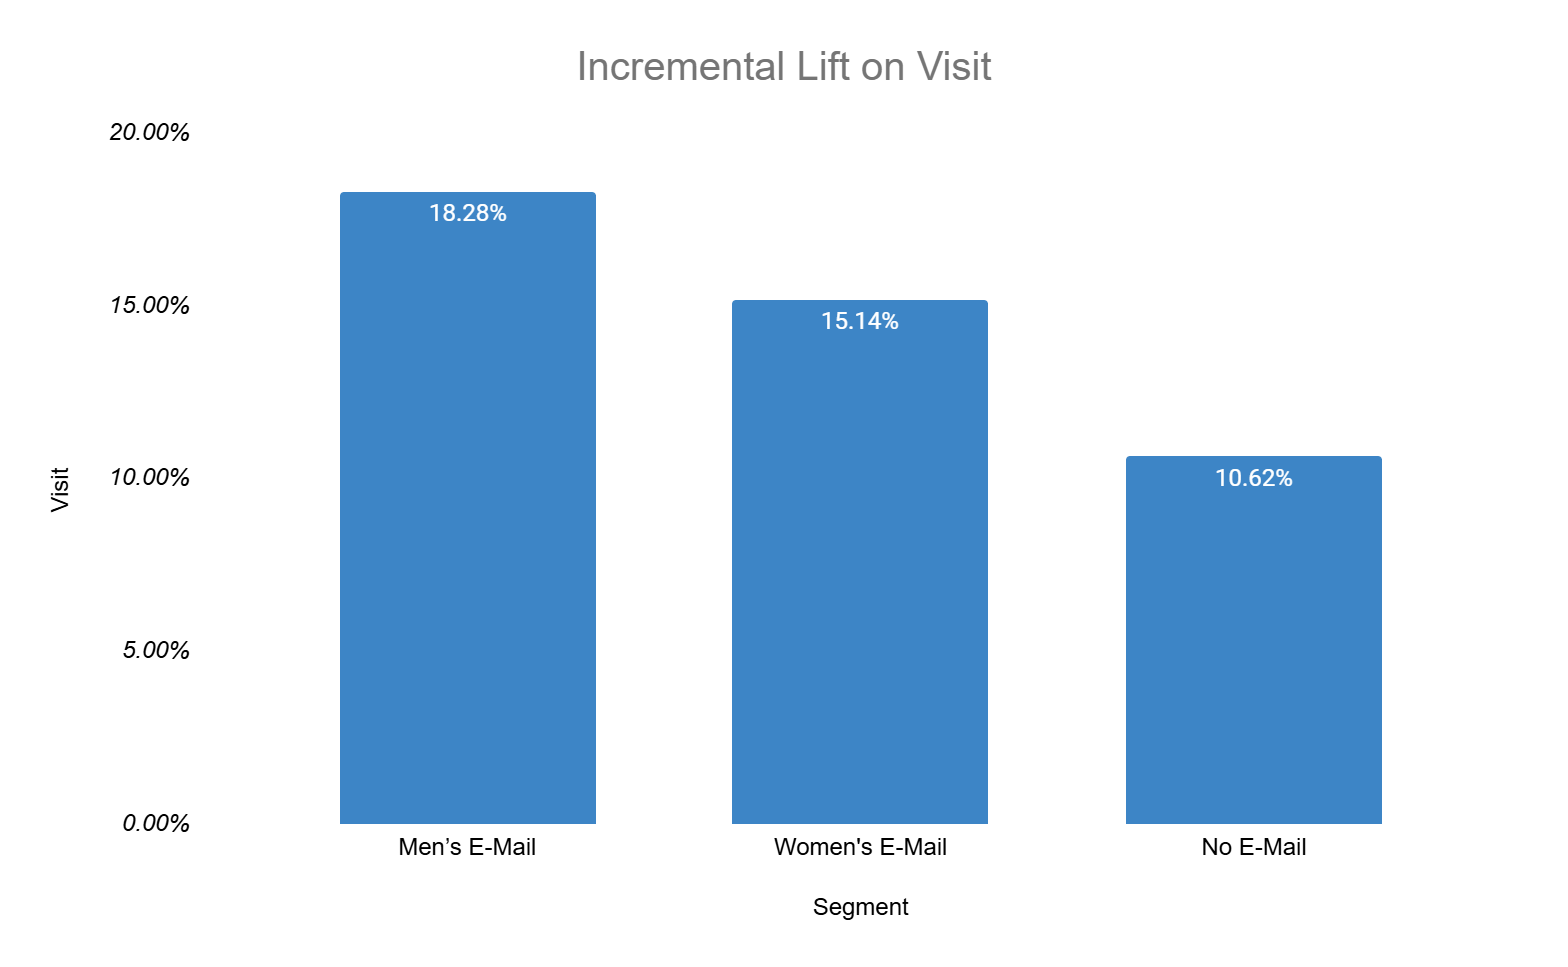 Incremental Lift on Visit
20.00%
15.00%
10.00%
5.00%
0.00%
Visit
18.28%
15.14%
10.62%
Men’s E-Mail
Women's E-Mail
No E-Mail
Segment